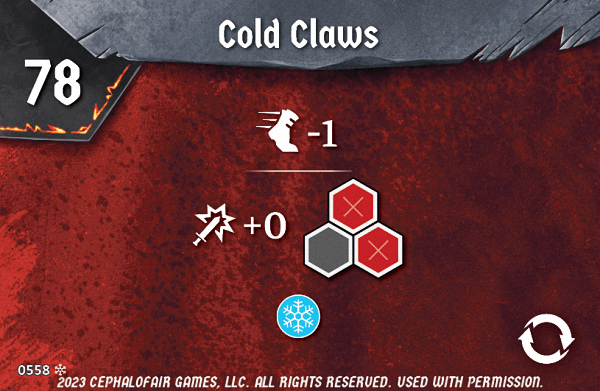 Cold Claws
78
-1
+0
0558
2023 CEPHALOFAIR GAMES, LLC. ALL RIGHTS RESERVED. USED WITH PERMISSION.